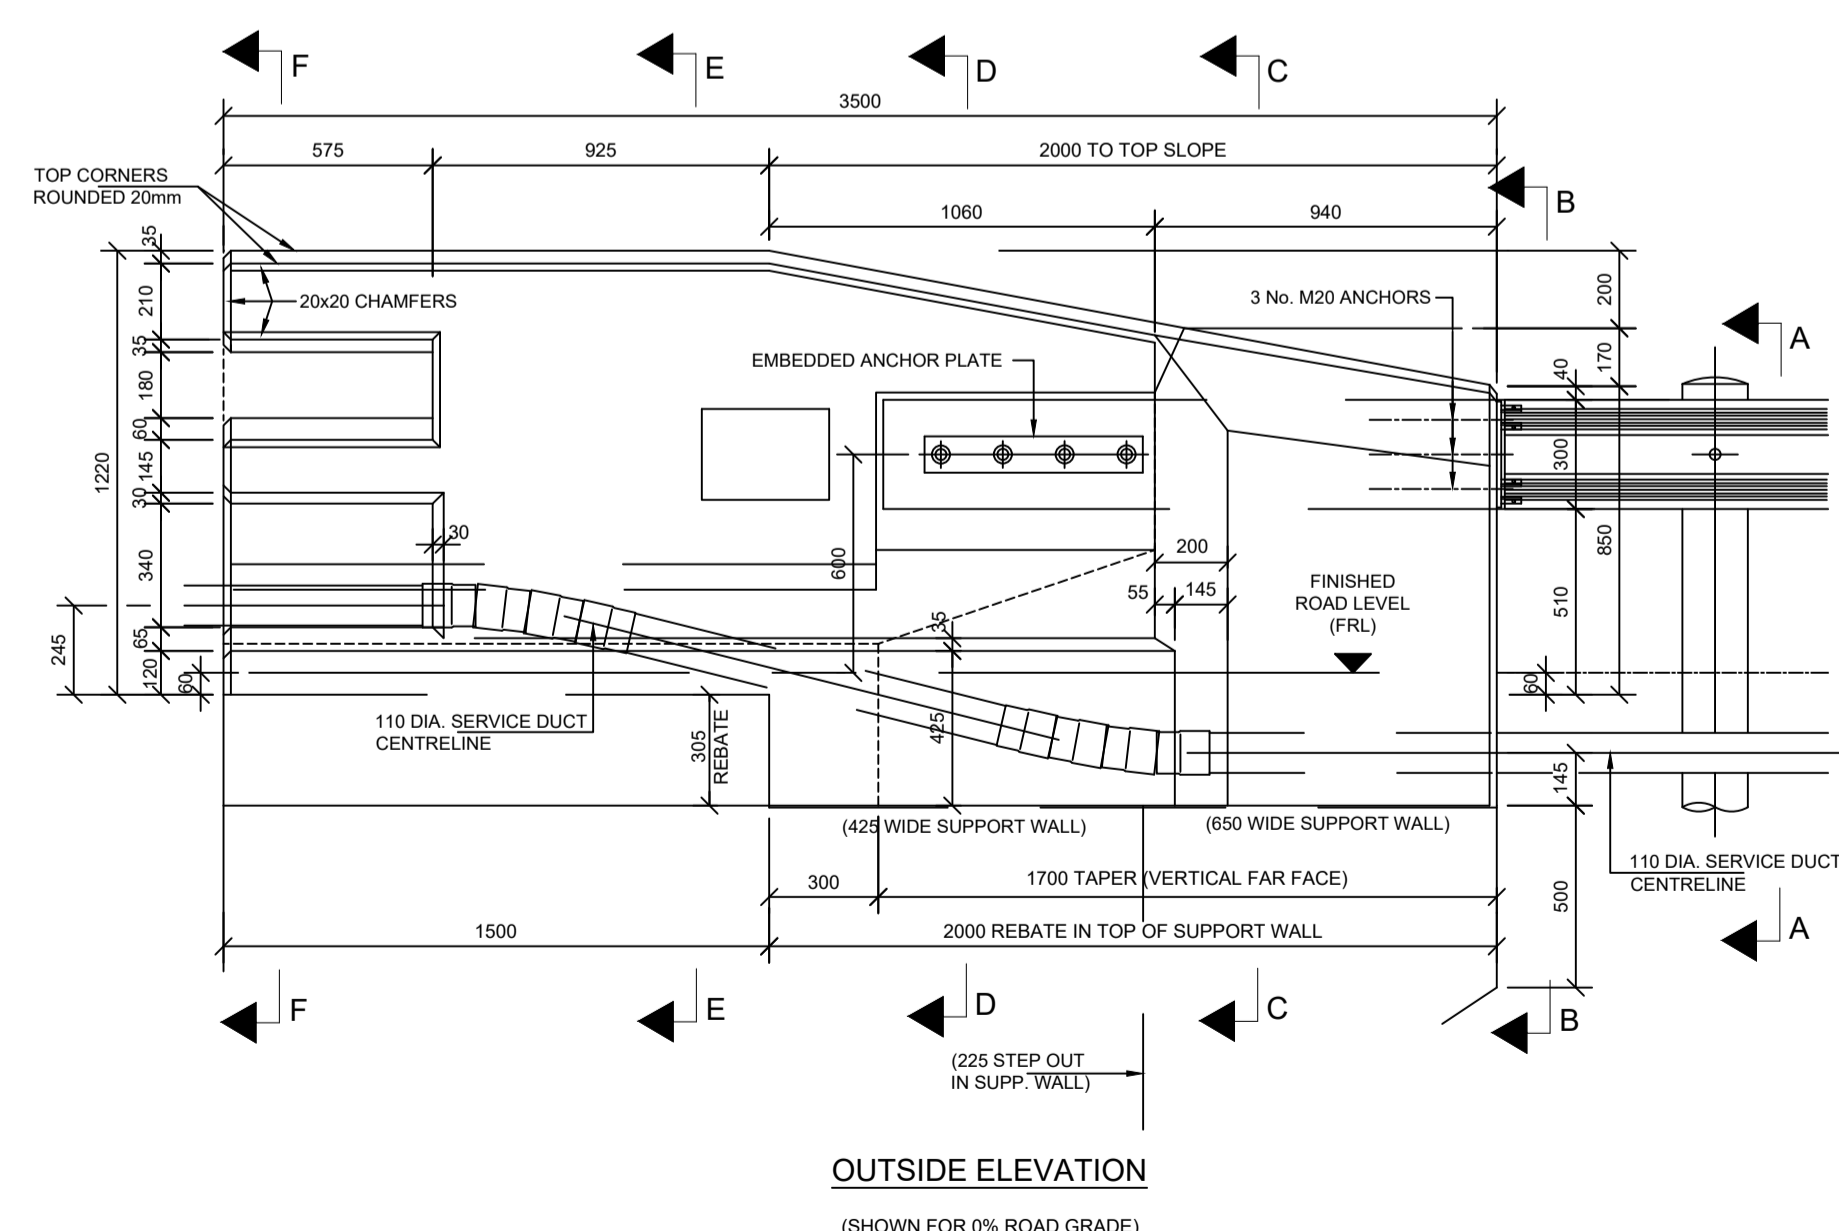 F
E
D
C
3500
575
925
2000 TO TOP SLOPE
TOP CORNERS
ROUNDED 20mm
B
1060
940
35
210
35
180
60
145
30
340
65
120
1220
245
60
20x20 CHAMFERS
3 No. M20 ANCHORS
200
170
40
A
EMBEDDED ANCHOR PLATE
300
850
510
30
600
200
55
145
FINISHED
ROAD LEVEL
(FRL)
35
425
60
110 DIA. SERVICE DUCT
CENTRELINE
305
REBATE
145
(425 WIDE SUPPORT WALL)
(650 WIDE SUPPORT WALL)
110 DIA. SERVICE DUCT
CENTRELINE
300
1700 TAPER (VERTICAL FAR FACE)
500
1500
2000 REBATE IN TOP OF SUPPORT WALL
A
F
E
D
C
B
(225 STEP OUT
IN SUPP. WALL)
OUTSIDE ELEVATION
(SHOWN FOR 0% ROAD GRADE)